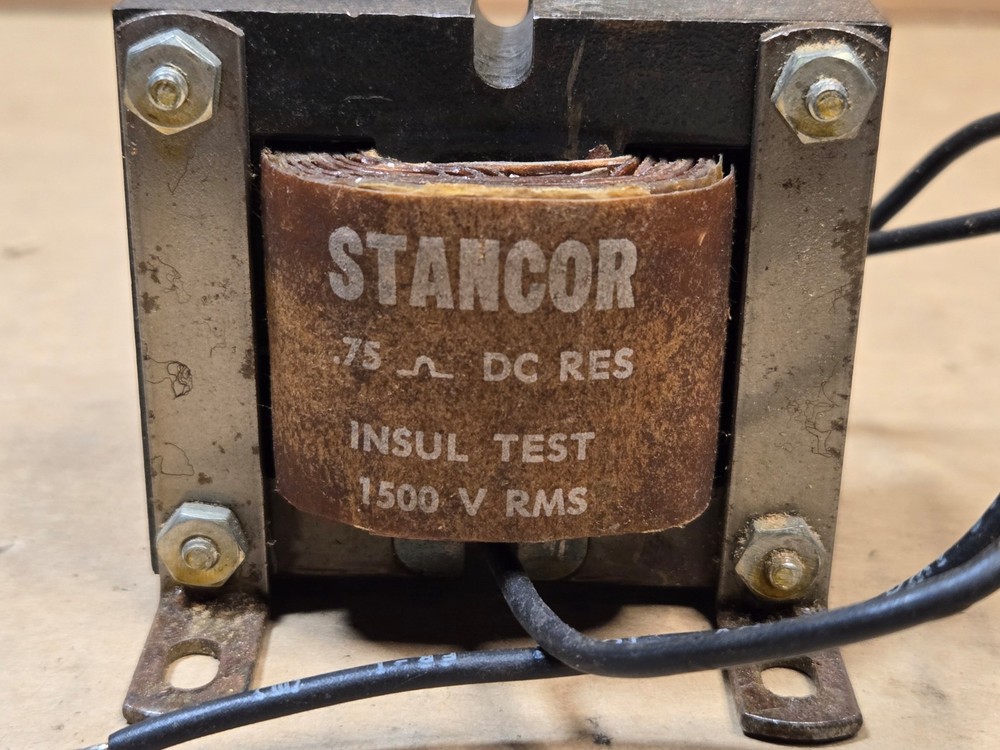 STANCOR
.75 Ω DC RES
INSUL TEST
1500 V RMS